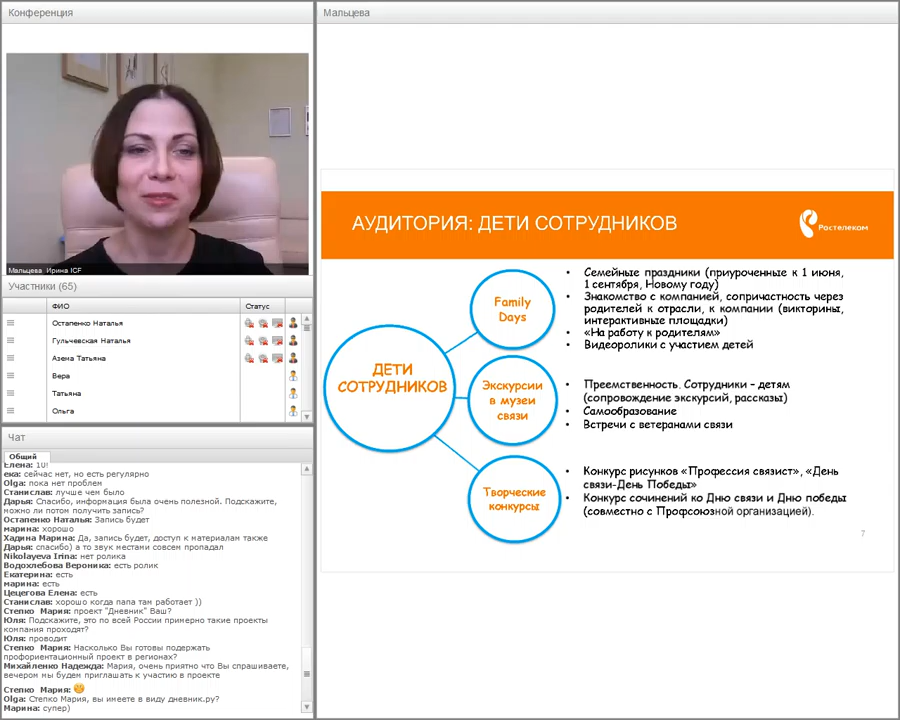 Конференция
Мальцева Ирина ICF
Участники (65)
ФИО
Статус
Остапенко Наталья
Гульчевская Наталья
Азена Татьяна
Вера
Татьяна
Ольга
Чат
Общий
Елена: 10!
ека: сейчас нет, но есть регулярно
Olga: пока нет проблем
Станислав: лучше чем было
Дарья: Спасибо, информация была очень полезной. Подскажите,
можно ли потом получить запись?
Остапенко Наталья: Запись будет
марина: хорошо
Хадина Марина: Да, запись будет, доступ к материалам также
Дарья: спасибо) а то звук местами совсем пропадал
Nikolayeva Irina: нет ролика
Водохлебова Вероника: есть ролик
Екатерина: есть
марина: есть
Цецегова Елена: есть
Станислав: хорошо когда папа там работает ))
Степко Мария: проект "Дневник" Ваш?
Юля: Подскажите, это по всей России примерно такие проекты
компания проходят?
Юля: проводит
Степко Мария: Насколько Вы готовы подержать
профориентационный проект в регионах?
Михайленко Надежда: Мария, очень приятно что Вы спрашиваете,
вечером мы будем приглашать к участию в проекте
Степко Мария:
Olga: Степко Мария, вы имеете в виду дневник.ру?
Марина: супер)
Мальцева
АУДИТОРИЯ: ДЕТИ СОТРУДНИКОВ
Ростелеком
ДЕТИ
СОТРУДНИКОВ
Family
Days
• Семейные праздники (приуроченные к 1 июня,
1 сентября, Новому году)
• Знакомство с компанией, сопричастность через
родителей к отрасли, к компании (викторины,
интерактивные площадки)
• «На работу к родителям»
• Видеоролики с участием детей
Экскурсии
в музеи
связи
• Преемственность. Сотрудники – детям
(сопровождение экскурсий, рассказы)
• Самообразование
• Встречи с ветеранами связи
Творческие
конкурсы
• Конкурс рисунков «Профессия связист», «День
связи-День Победы»
• Конкурс сочинений ко Дню связи и Дню победы
(совместно с Профсоюзной организацией).
7